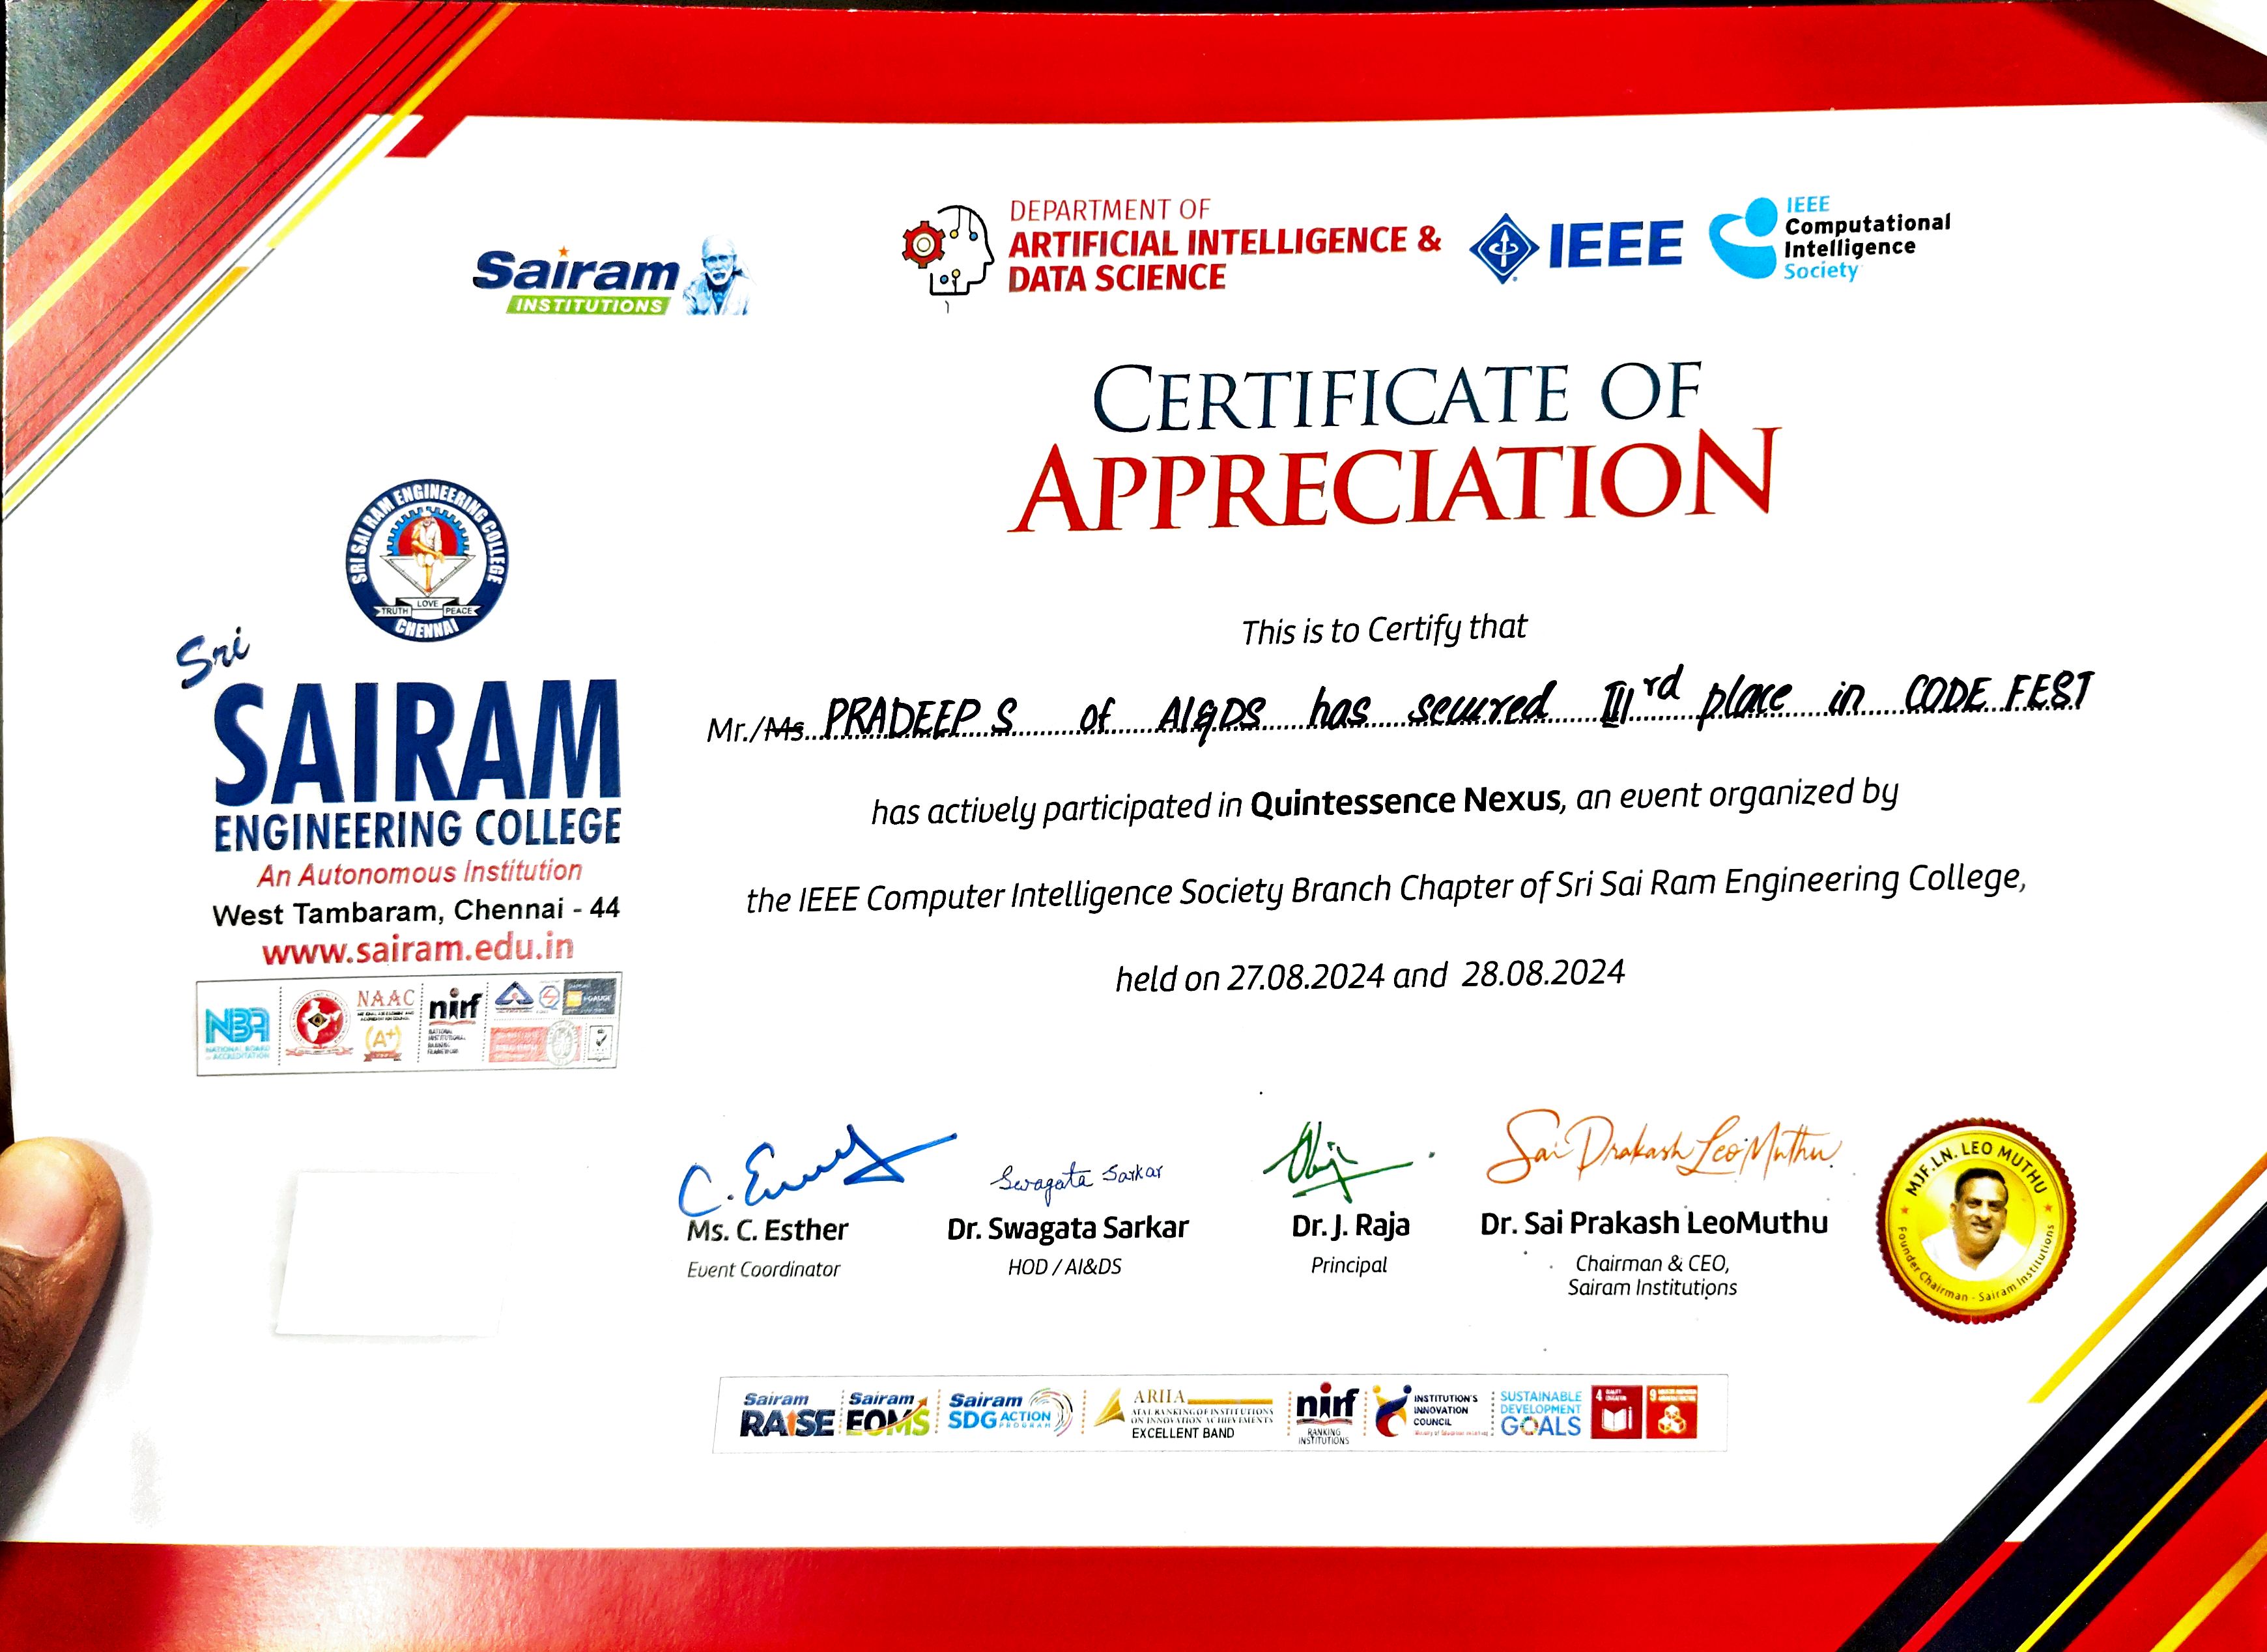 Sairam
INSTITUTIONS
DEPARTMENT OF
ARTIFICIAL INTELLIGENCE &
DATA SCIENCE
IEEE
IEEE
Computational
Intelligence
Society
CERTIFICATE OF
APPRECIATION
SRI SAI RAM ENGINEERING COLLEGE
TRUTH LOVE PEACE
CHENNAI
Sri
SAIRAM
ENGINEERING COLLEGE
An Autonomous Institution
West Tambaram, Chennai - 44
www.sairam.edu.in
NBA
NATIONAL BOARD
of ACCREDITATION
NAAC
A+
nirf
This is to Certify that
Mr./Ms PRADEEP S of AI&DS has secured IIIrd place in CODE FEST
has actively participated in Quintessence Nexus, an event organized by
the IEEE Computer Intelligence Society Branch Chapter of Sri Sai Ram Engineering College,
held on 27.08.2024 and 28.08.2024
Swagata Sarkar
Sai Prakash LeoMuthu
Ms. C. Esther
Event Coordinator
Dr. Swagata Sarkar
HOD / AI&DS
Dr. J. Raja
Principal
Dr. Sai Prakash LeoMuthu
Chairman & CEO,
Sairam Institutions
MJF.LN. LEO MUTHU
Founder Chairman - Sairam Institutions
Sairam
RAISE
Sairam
EOMS
Sairam
SDG ACTION
PROGRAM
ARIIA
ATAL RANKING OF INSTITUTIONS
ON INNOVATION ACHIEVEMENTS
EXCELLENT BAND
nirf
RANKING
INSTITUTIONS
INSTITUTION'S
INNOVATION
COUNCIL
SUSTAINABLE
DEVELOPMENT
GOALS
4 QUALITY
EDUCATION
9